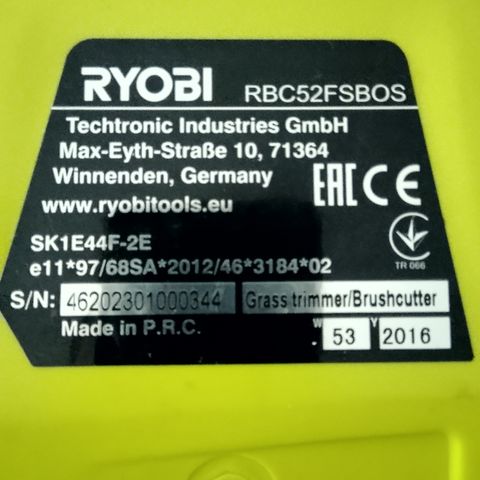 RYOBI RBC52FSBOS
Techtronic Industries GmbH
Max-Eyth-Straße 10, 71364
Winnenden, Germany
www.ryobitools.eu
EAC CE
SK1E44F-2E
TR 066
e11*97/68SA*2012/46*3184*02
S/N: 46202301000344 Grass trimmer/Brushcutter
Made in P.R.C. W 53 Y 2016